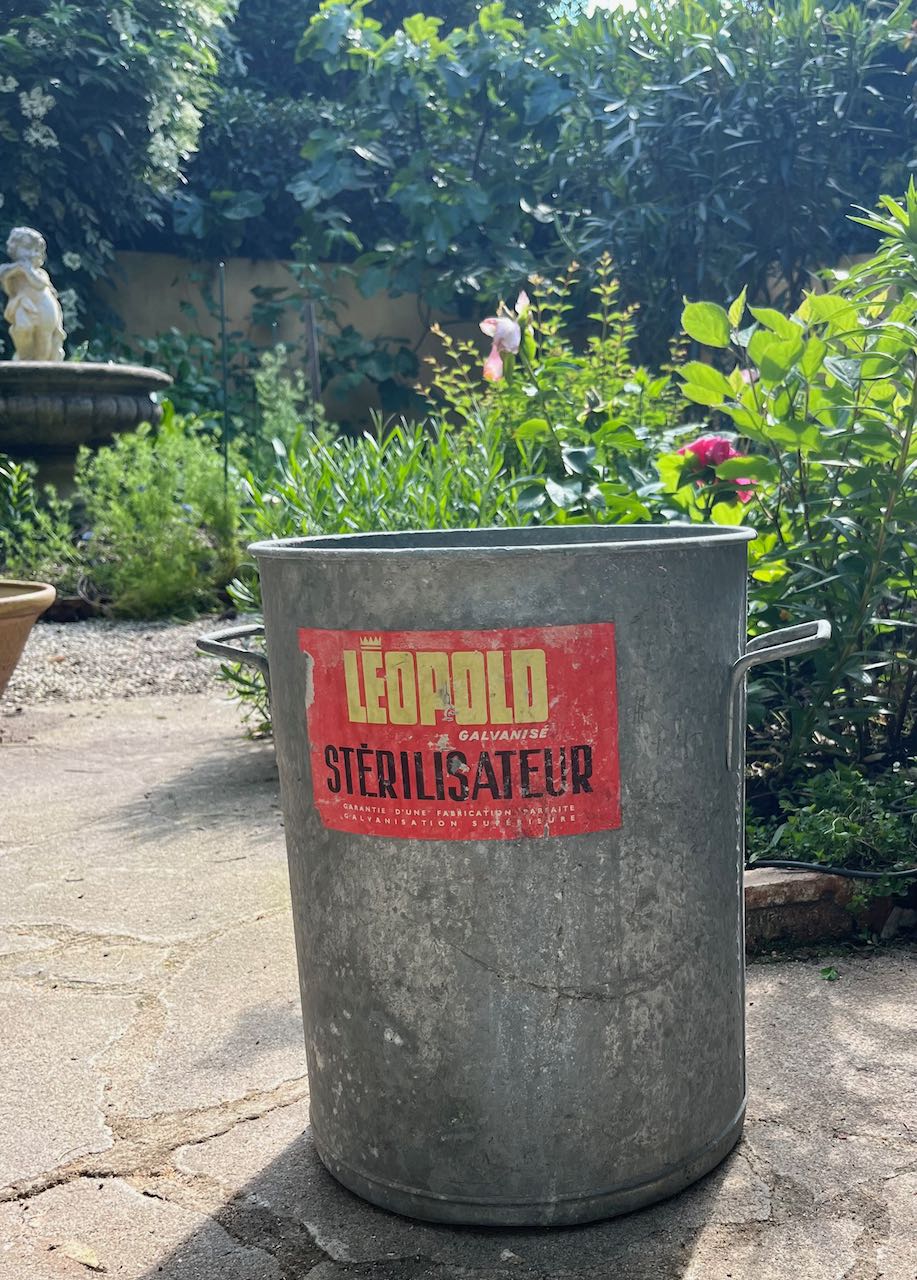 LÉOPOLD
GALVANISÉ
STÉRILISATEUR
GARANTIE D'UNE FABRICATION PARFAITE
GALVANISATION SUPÉRIEURE